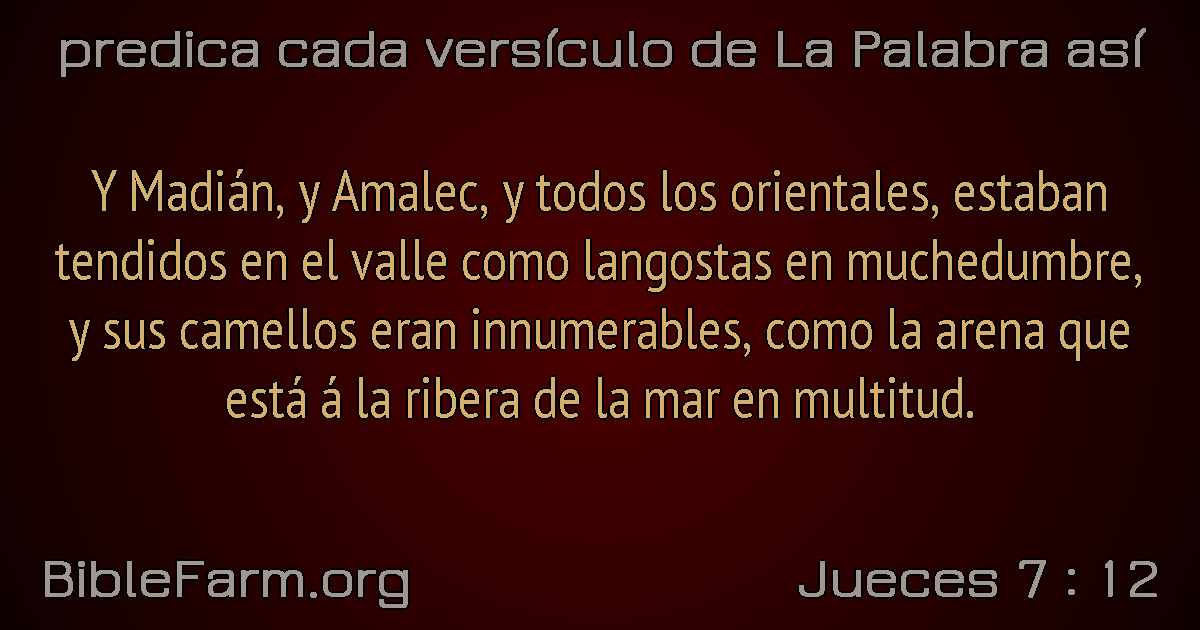 predica cada versículo de La Palabra así
Y Madián, y Amalec, y todos los orientales, estaban
tendidos en el valle como langostas en muchedumbre,
y sus camellos eran innumerables, como la arena que
está á la ribera de la mar en multitud.
BibleFarm.org
Jueces 7 : 12